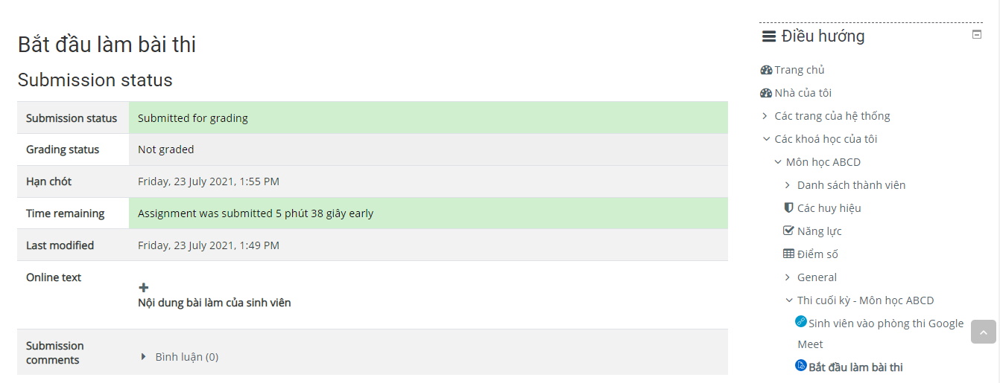 Bắt đầu làm bài thi
Submission status
Submission status Submitted for grading
Grading status Not graded
Hạn chót Friday, 23 July 2021, 1:55 PM
Time remaining Assignment was submitted 5 phút 38 giây early
Last modified Friday, 23 July 2021, 1:49 PM
Online text
Nội dung bài làm của sinh viên
Submission comments
Bình luận (0)
Điều hướng
Trang chủ
Nhà của tôi
Các trang của hệ thống
Các khoá học của tôi
Môn học ABCD
Danh sách thành viên
Các huy hiệu
Năng lực
Điểm số
General
Thi cuối kỳ - Môn học ABCD
Sinh viên vào phòng thi Google
Meet
Bắt đầu làm bài thi